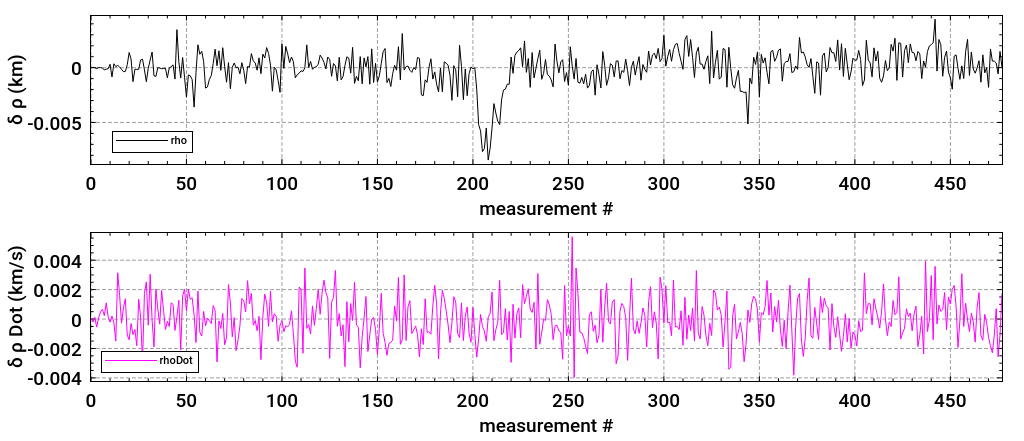 δ ρ (km)
0
-0.005
rho
0 50 100 150 200 250 300 350 400 450
measurement #
δ ρ Dot (km/s)
0.004
0.002
0
-0.002
-0.004
rhoDot
0 50 100 150 200 250 300 350 400 450
measurement #